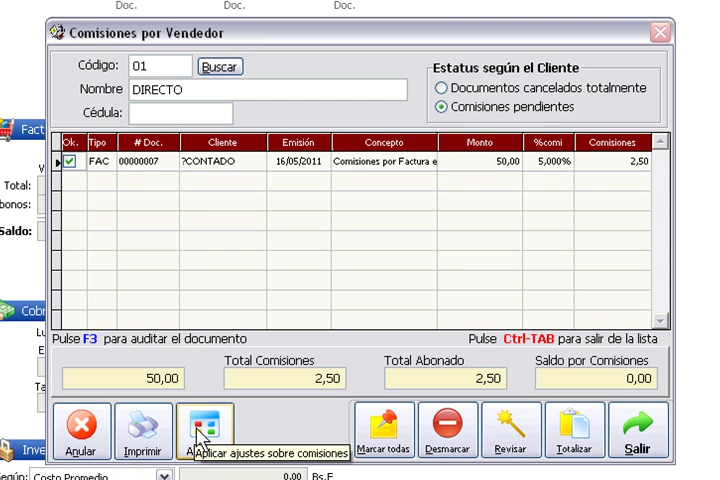 Doc. Doc. Doc.
Comisiones por Vendedor
Código: 01 Buscar
Nombre DIRECTO
Cédula:
Estatus según el Cliente
Documentos cancelados totalmente
Comisiones pendientes
Ok. Tipo # Doc. Cliente Emisión Concepto Monto %comi Comisiones
FAC 00000007 ?CONTADO 16/05/2011 Comisiones por Factura e 50,00 5,000% 2,50
Fact
Total:
bonos:
Saldo:
Cobr
Pulse F3 para auditar el documento
Pulse Ctrl-TAB para salir de la lista
Total Comisiones Total Abonado Saldo por Comisiones
50,00 2,50 2,50 0,00
Anular Imprimir A
Marcar todas Desmarcar Revisar Totalizar Salir
Aplicar ajustes sobre comisiones
Inve
Según: Costo Promedio 0.00 Bs.F